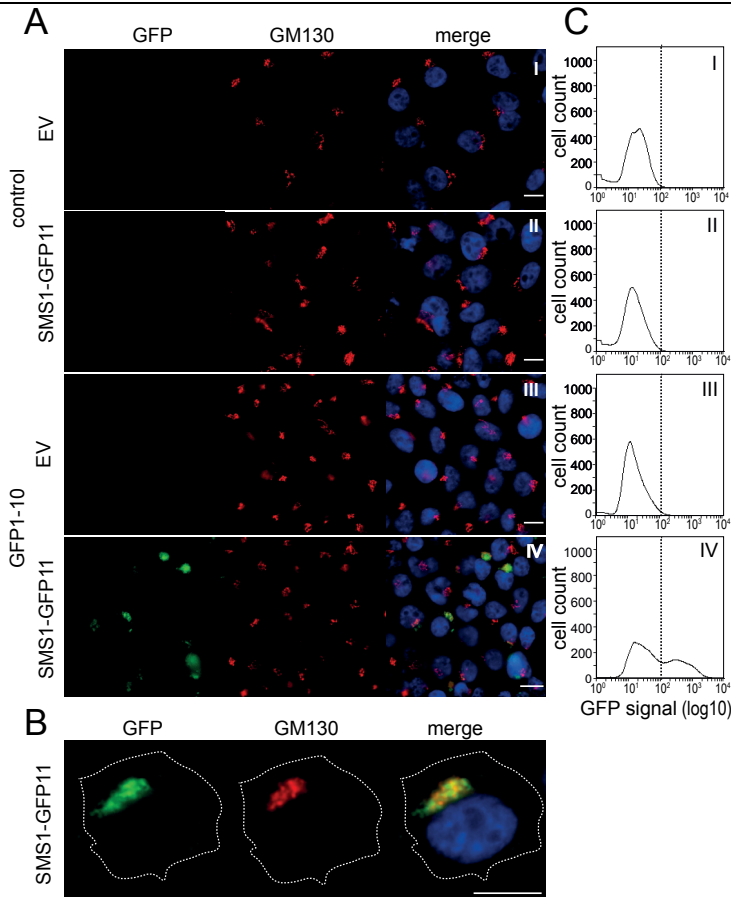 A
GFP GM130 merge
control
EV
I
SMS1-GFP11
II
GFP1-10
EV
III
SMS1-GFP11
IV
C
cell count
1000
800
600
400
200
0
I
10⁰ 10¹ 10² 10³ 10⁴
cell count
1000
800
600
400
200
0
II
10⁰ 10¹ 10² 10³ 10⁴
cell count
1000
800
600
400
200
0
III
10⁰ 10¹ 10² 10³ 10⁴
cell count
1000
800
600
400
200
0
IV
10⁰ 10¹ 10² 10³ 10⁴
GFP signal (log10)
B
GFP GM130 merge
SMS1-GFP11